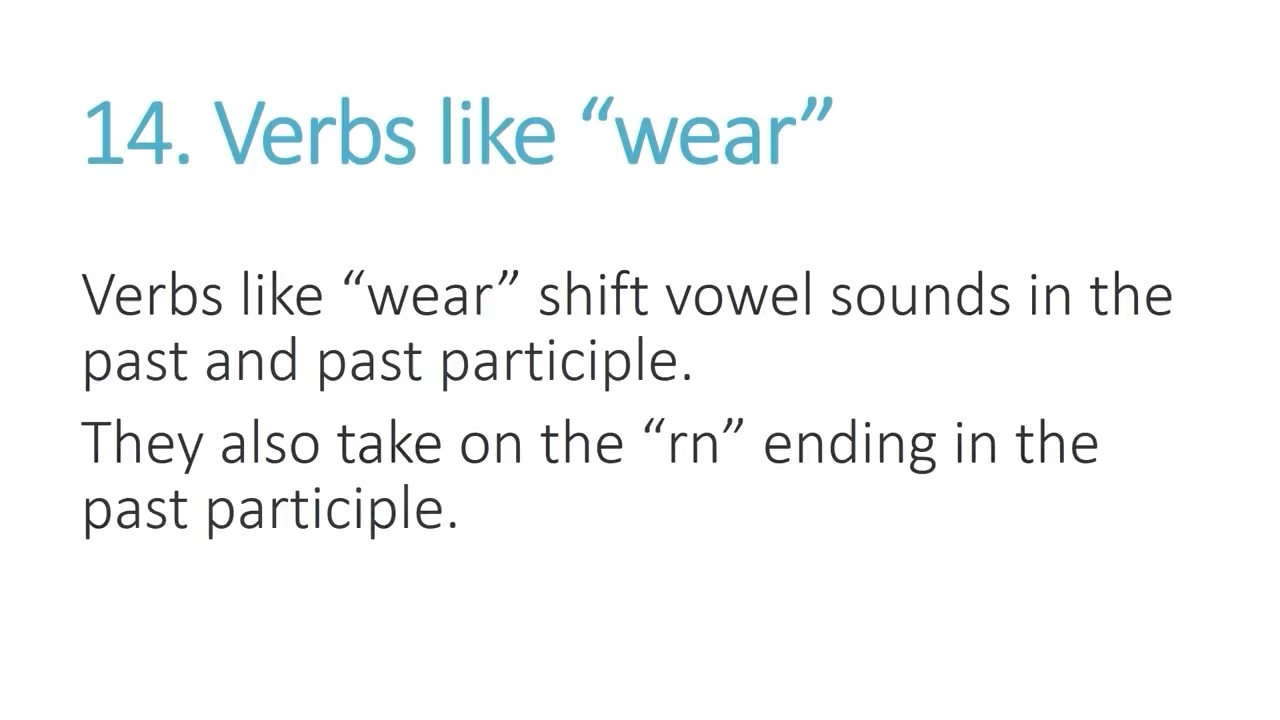 14. Verbs like “wear”
Verbs like “wear” shift vowel sounds in the
past and past participle.
They also take on the “rn” ending in the
past participle.